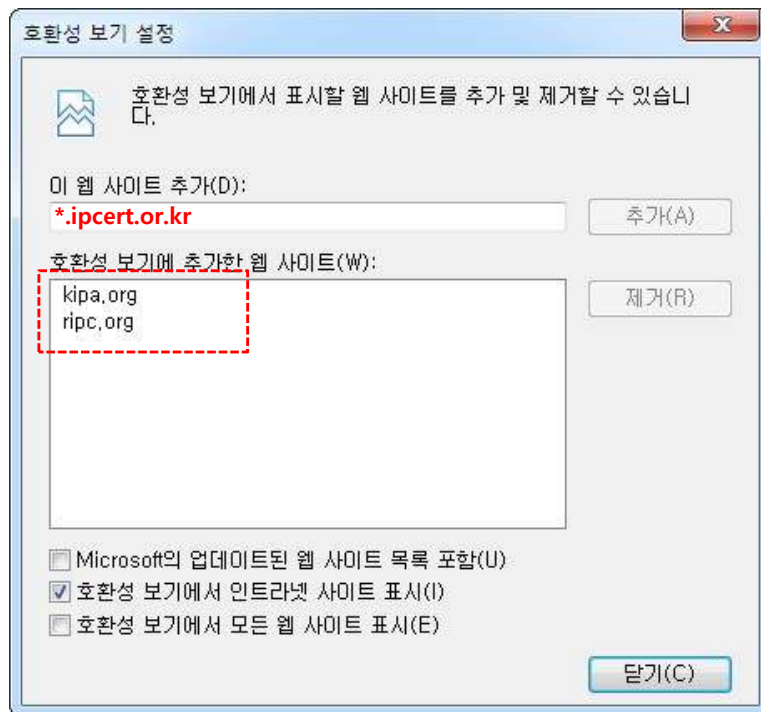 호환성 보기 설정
호환성 보기에서 표시할 웹 사이트를 추가 및 제거할 수 있습니
다.
이 웹 사이트 추가(D):
*.ipcert.or.kr
추가(A)
호환성 보기에 추가한 웹 사이트(W):
kipa.org
제거(R)
ripc.org
Microsoft의 업데이트된 웹 사이트 목록 포함(U)
호환성 보기에서 인트라넷 사이트 표시(I)
호환성 보기에서 모든 웹 사이트 표시(E)
닫기(C)